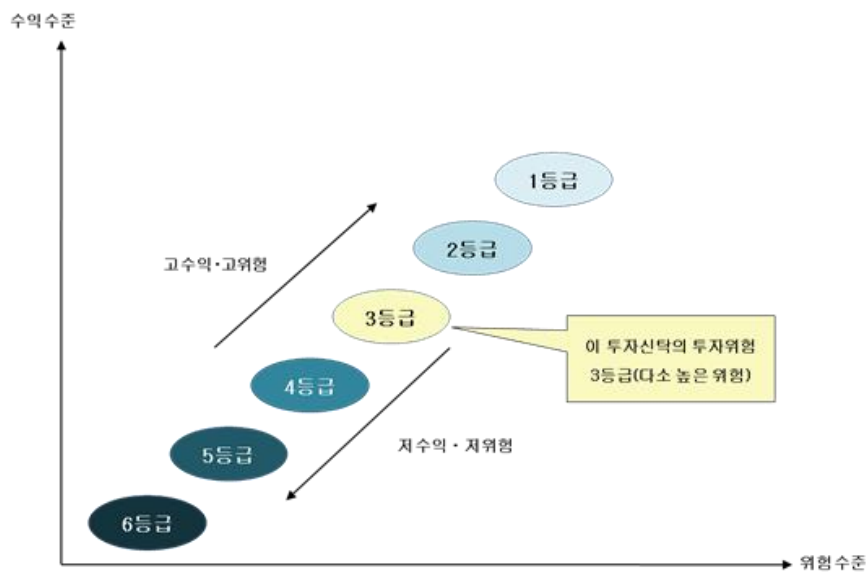 수익수준
1등급
2등급
고수익·고위험
3등급
이 투자신탁의 투자위험
3등급(다소 높은 위험)
4등급
저수익·저위험
5등급
6등급
위험수준